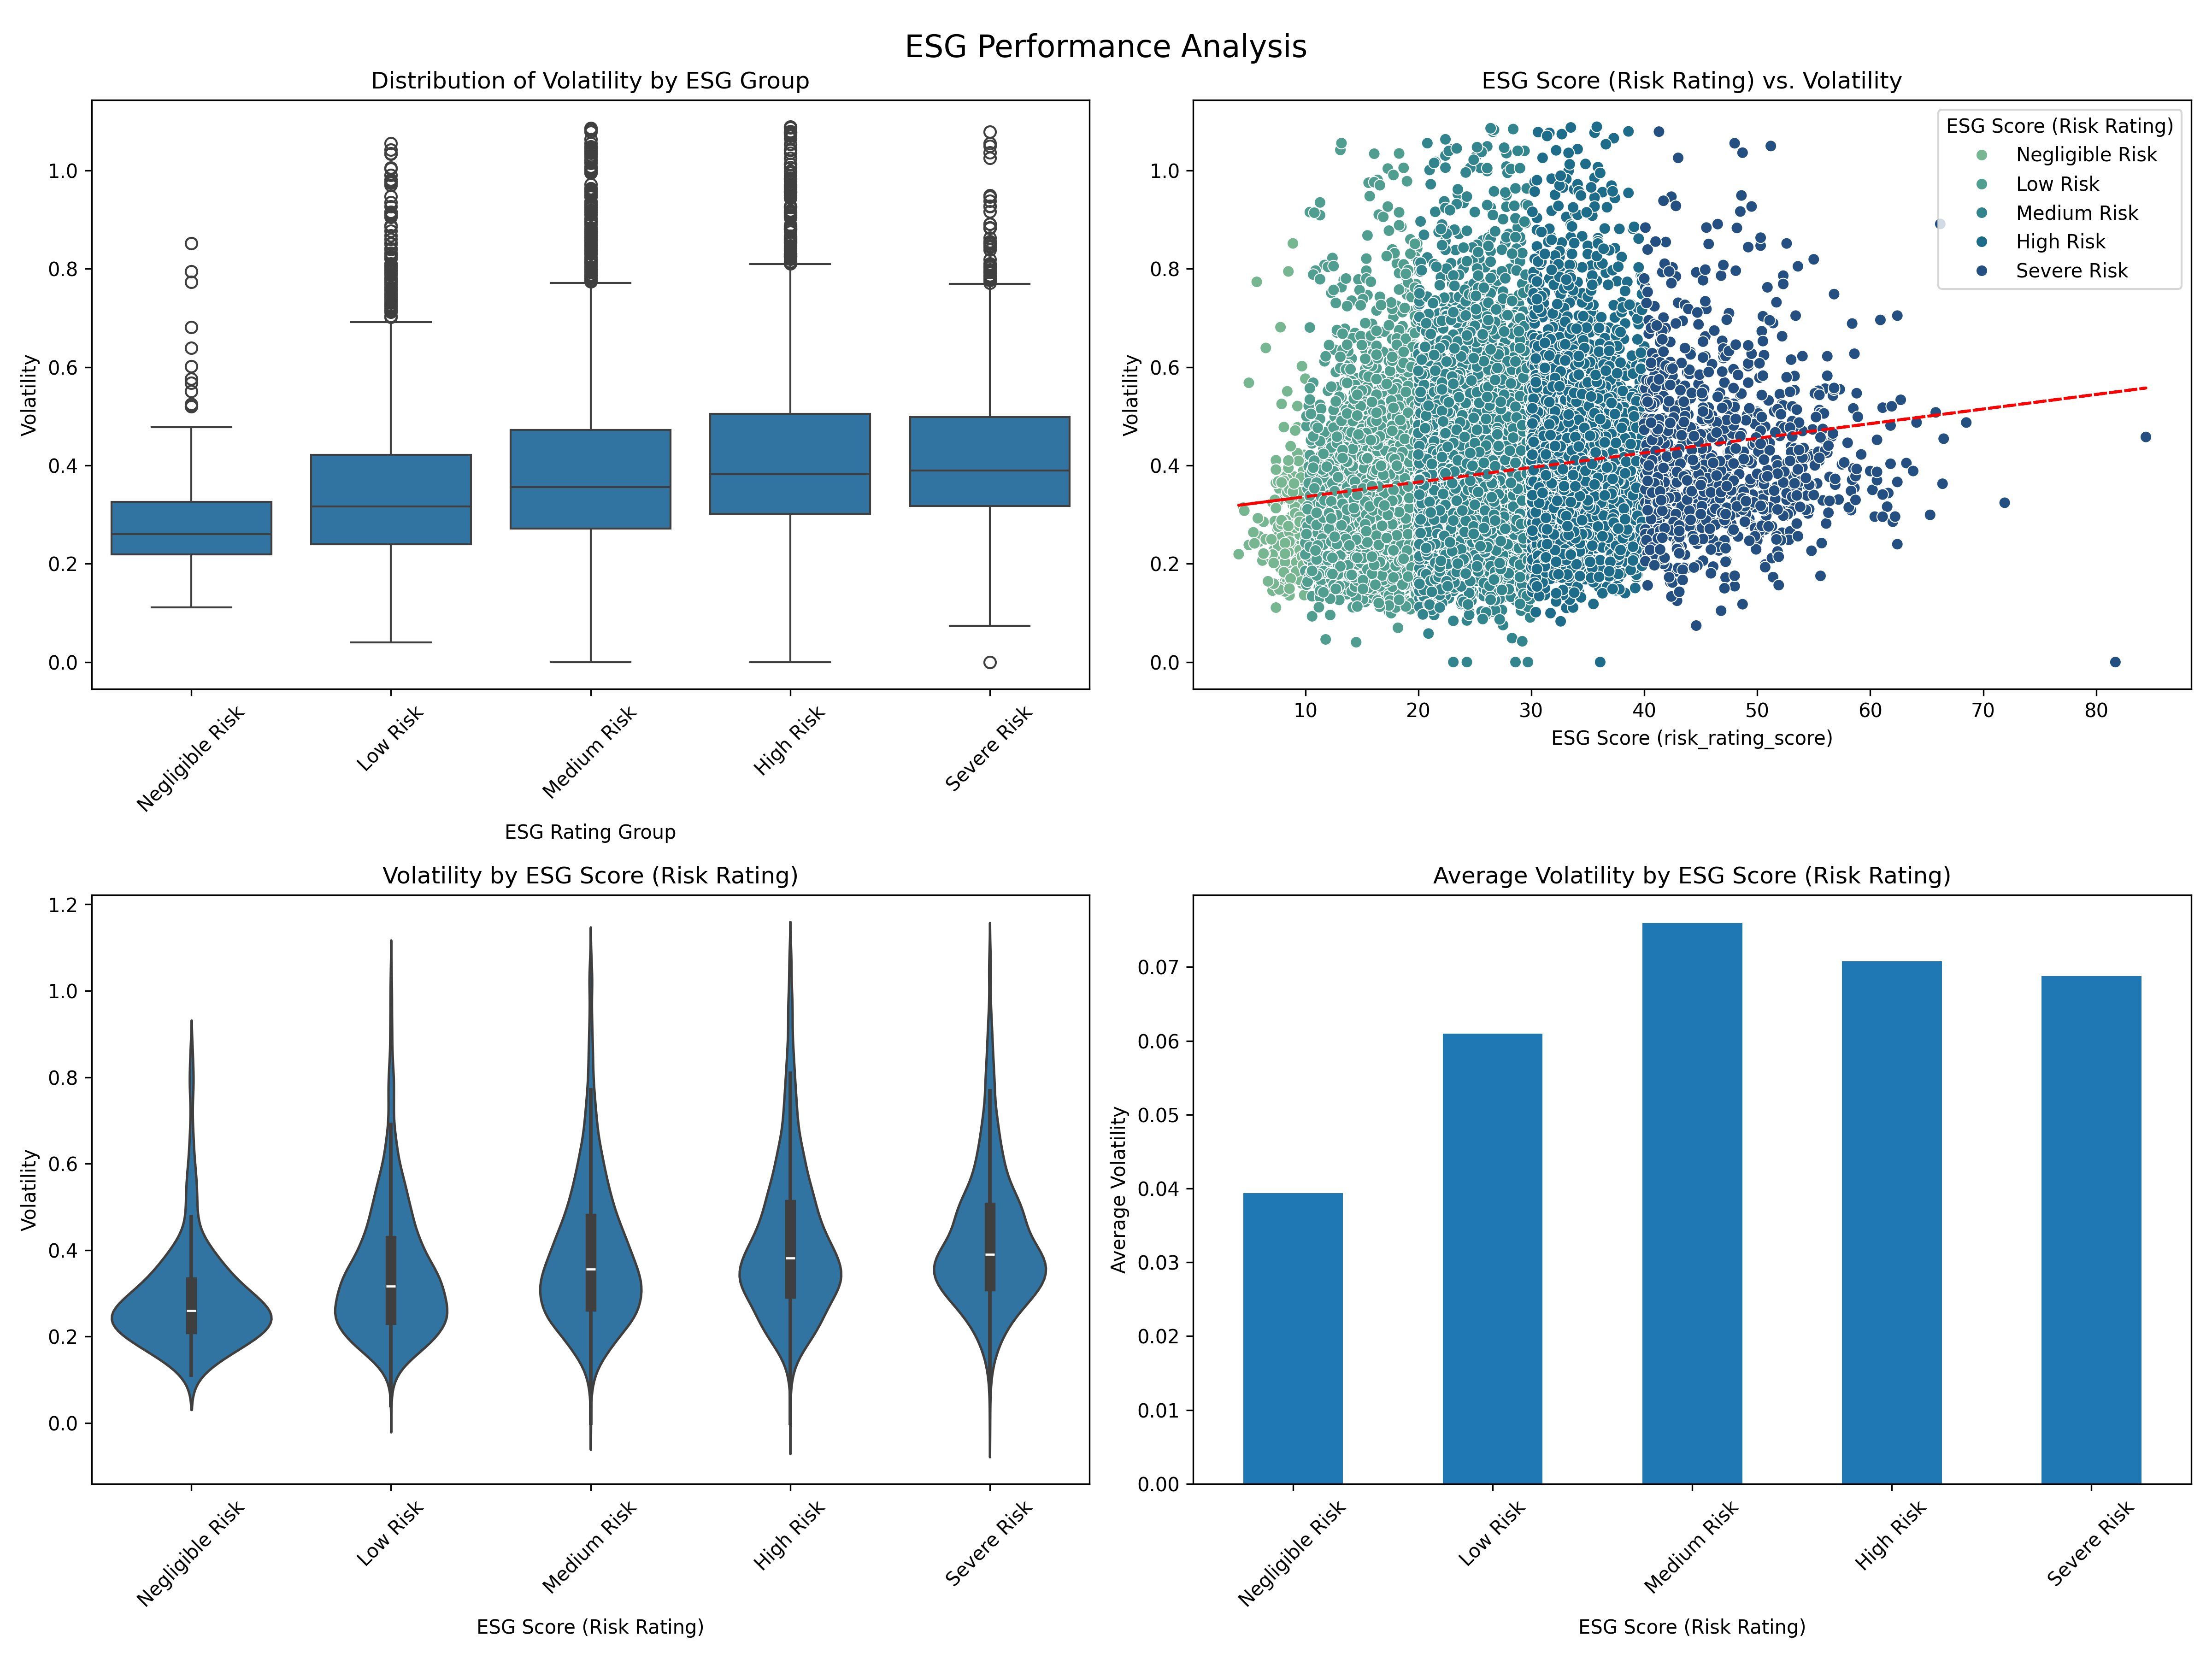 ESG Performance Analysis
Distribution of Volatility by ESG Group
Volatility
1.0
0.8
0.6
0.4
0.2
0.0
Negligible Risk
Low Risk
Medium Risk
High Risk
Severe Risk
ESG Rating Group
ESG Score (Risk Rating) vs. Volatility
Volatility
1.0
0.8
0.6
0.4
0.2
0.0
ESG Score (Risk Rating)
Negligible Risk
Low Risk
Medium Risk
High Risk
Severe Risk
10 20 30 40 50 60 70 80
ESG Score (risk_rating_score)
Volatility by ESG Score (Risk Rating)
Volatility
1.2
1.0
0.8
0.6
0.4
0.2
0.0
Negligible Risk
Low Risk
Medium Risk
High Risk
Severe Risk
ESG Score (Risk Rating)
Average Volatility by ESG Score (Risk Rating)
Average Volatility
0.07
0.06
0.05
0.04
0.03
0.02
0.01
0.00
Negligible Risk
Low Risk
Medium Risk
High Risk
Severe Risk
ESG Score (Risk Rating)